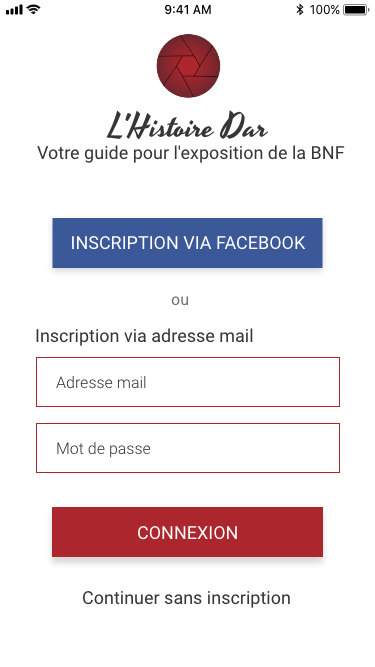 9:41 AM 100%
L'Histoire Dar
Votre guide pour l'exposition de la BNF
INSCRIPTION VIA FACEBOOK
ou
Inscription via adresse mail
Adresse mail
Mot de passe
CONNEXION
Continuer sans inscription